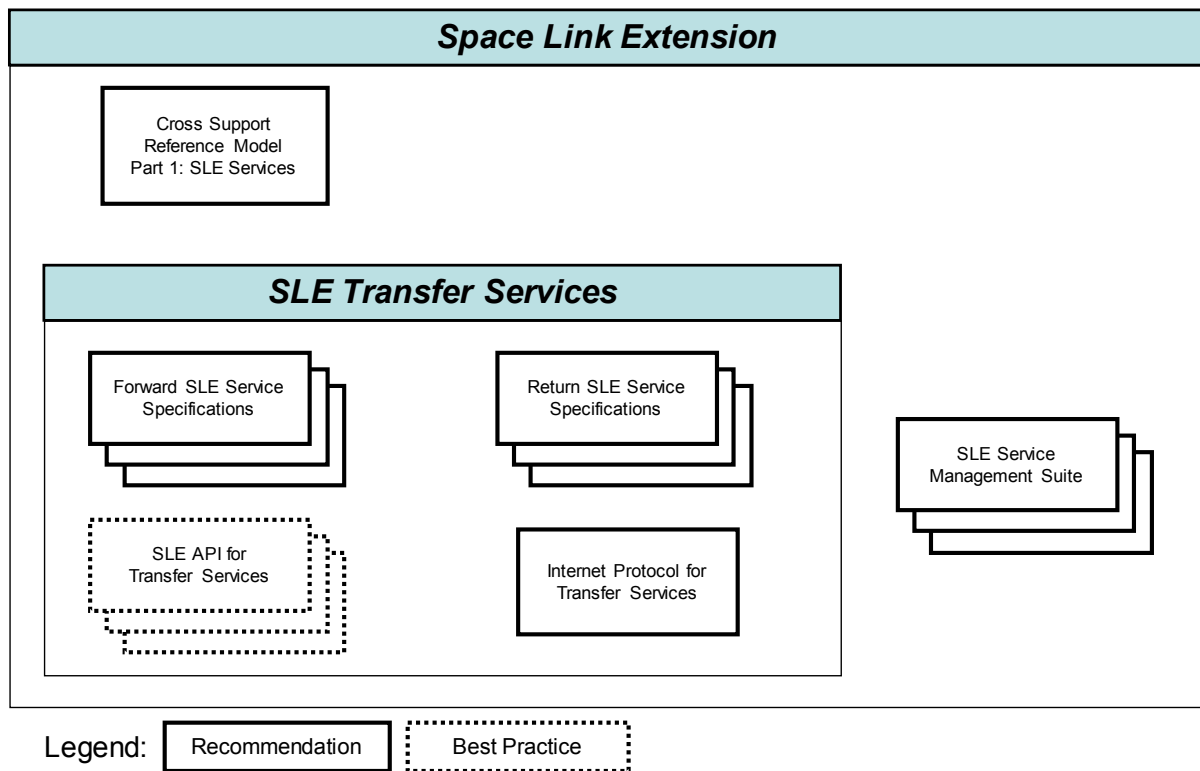 Space Link Extension
Cross Support
Reference Model
Part 1: SLE Services
SLE Transfer Services
Forward SLE Service
Specifications
Return SLE Service
Specifications
SLE Service
Management Suite
SLE API for
Transfer Services
Internet Protocol for
Transfer Services
Legend:
Recommendation
Best Practice